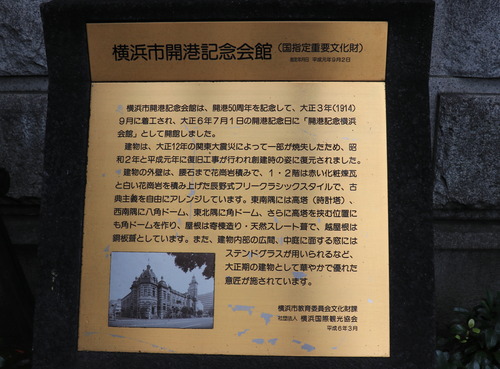 横浜市開港記念会館(国指定重要文化財)
指定年月日 平成元年9月2日
横浜市開港記念会館は、開港50周年を記念して、大正3年(1914)
9月に着工され、大正6年7月1日の開港記念日に「開港記念横浜
会館」として開館しました。
建物は、大正12年の関東大震災によって一部が焼失したため、昭
和2年と平成元年に復旧工事が行われ創建時の姿に復元されました。
建物の外壁は、腰石まで花崗岩積みで、1・2階は赤い化粧煉瓦
と白い花崗岩を積み上げた辰野式フリークラシックスタイルで、古
典主義を自由にアレンジしています。東南隅には高塔(時計塔)、
西南隅に八角ドーム、東北隅に角ドーム、さらに高塔を挟む位置に
も角ドームを作り、屋根は寄棟造り・天然スレート葺で、越屋根は
銅板葺としています。また、建物内部の広間、中庭に面する窓には
ステンドグラスが用いられるなど、
大正期の建物として華やかで優れた
意匠が施されています。
横浜市教育委員会文化財課
社団法人 横浜国際観光協会
平成6年3月